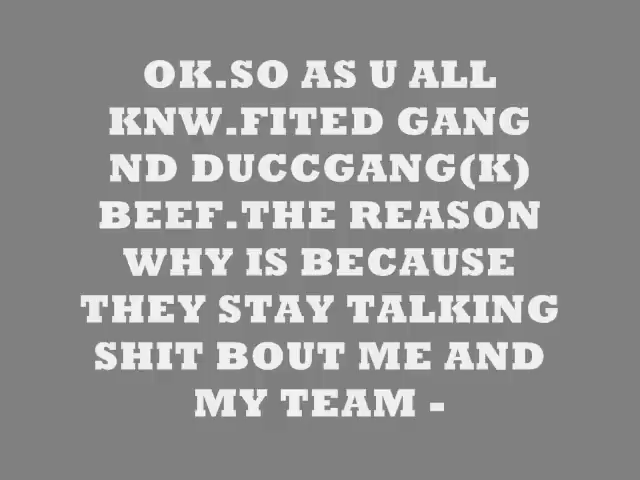 OK.SO AS U ALL
KNW.FITED GANG
ND DUCCGANG(K)
BEEF.THE REASON
WHY IS BECAUSE
THEY STAY TALKING
SHIT BOUT ME AND
MY TEAM -